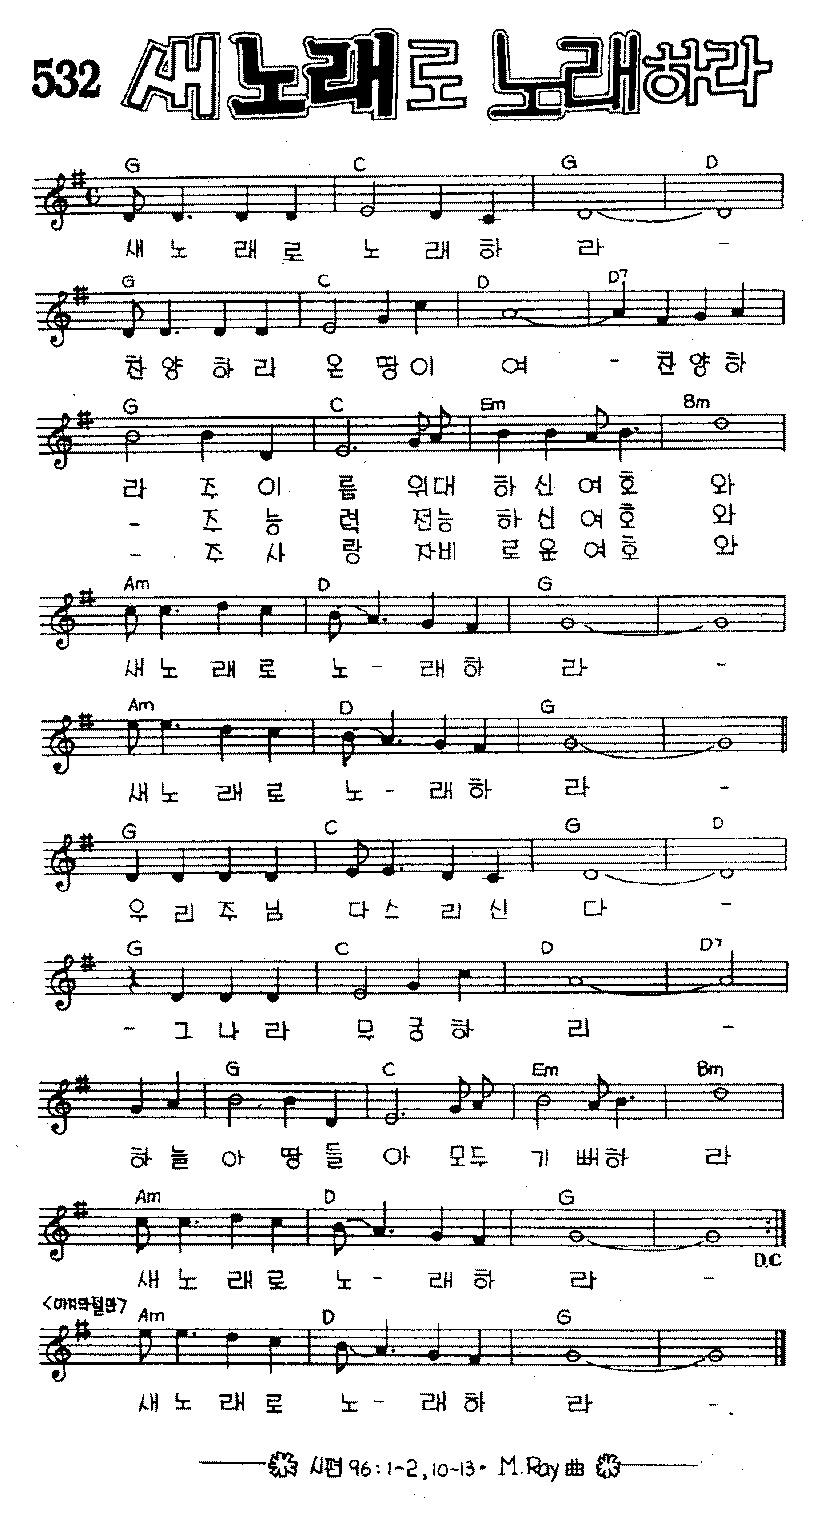 532 새 노래로 노래하라
G C G D
새 노 래 로 노 래 하 라 -
G C D D7
찬 양 하 리 온 땅 이 여 - 찬 양 하
G C Em Bm
라 주 이 름 위 대 하 신 여 호 와
- 주 능 력 전 능 하 신 여 호 와
- 주 사 랑 자 비 로 운 여 호 와
Am D G
새 노 래 로 노 - 래 하 라 -
Am D G
새 노 래 로 노 - 래 하 라 -
G C G D
우 리 주 님 다 스 리 신 다 -
G C D D7
- 그 나 라 무 궁 하 리 -
G C Em Bm
하 늘 아 땅 들 아 모 두 기 뻐 하 라
Am D G
새 노 래 로 노 - 래 하 라 -
D.C
<마지막절만> Am D G
새 노 래 로 노 - 래 하 라 -
시편 96:1~2, 10~13. M. Ray 曲